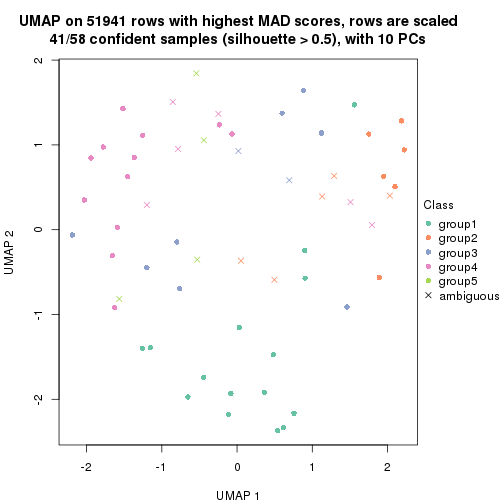 UMAP on 51941 rows with highest MAD scores, rows are scaled
41/58 confident samples (silhouette > 0.5), with 10 PCs
2
1
0
-1
-2
UMAP 2
-2
-1
0
1
2
UMAP 1
Class
group1
group2
group3
group4
group5
ambiguous